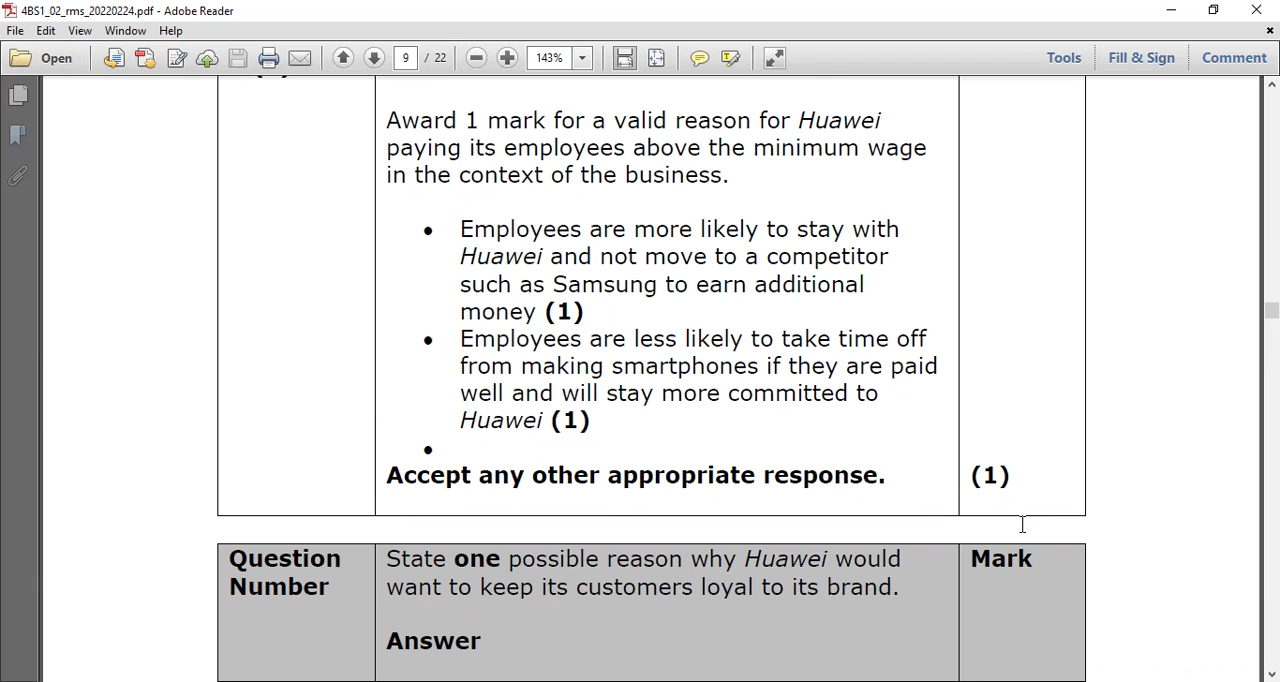 4BS1_02_rms_20220224.pdf - Adobe Reader
File Edit View Window Help
Open 9 / 22 143% Tools Fill & Sign Comment
Award 1 mark for a valid reason for Huawei
paying its employees above the minimum wage
in the context of the business.
• Employees are more likely to stay with
Huawei and not move to a competitor
such as Samsung to earn additional
money (1)
• Employees are less likely to take time off
from making smartphones if they are paid
well and will stay more committed to
Huawei (1)
•
Accept any other appropriate response. (1)
Question State one possible reason why Huawei would Mark
Number want to keep its customers loyal to its brand.
Answer